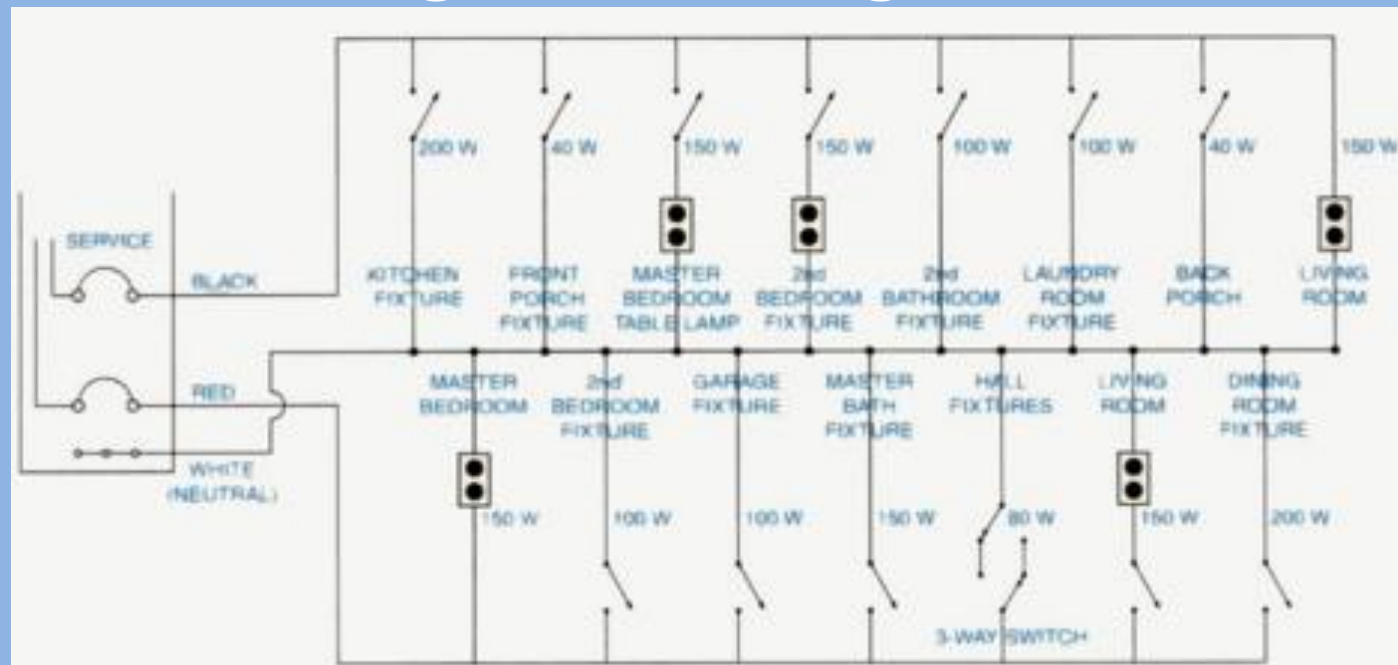 200 W
40 W
150 W
150 W
100 W
100 W
40 W
150 W
SERVICE
BLACK
KITCHEN
FIXTURE
FRONT
PORCH
FIXTURE
MASTER
BEDROOM
TABLE LAMP
2nd
BEDROOM
FIXTURE
2nd
BATHROOM
FIXTURE
LAUNDRY
ROOM
FIXTURE
BACK
PORCH
LIVING
ROOM
RED
WHITE
(NEUTRAL)
MASTER
BEDROOM
2nd
BEDROOM
FIXTURE
GARAGE
FIXTURE
MASTER
BATH
FIXTURE
HALL
FIXTURES
LIVING
ROOM
DINING
ROOM
FIXTURE
150 W
100 W
100 W
150 W
80 W
150 W
200 W
3-WAY SWITCH